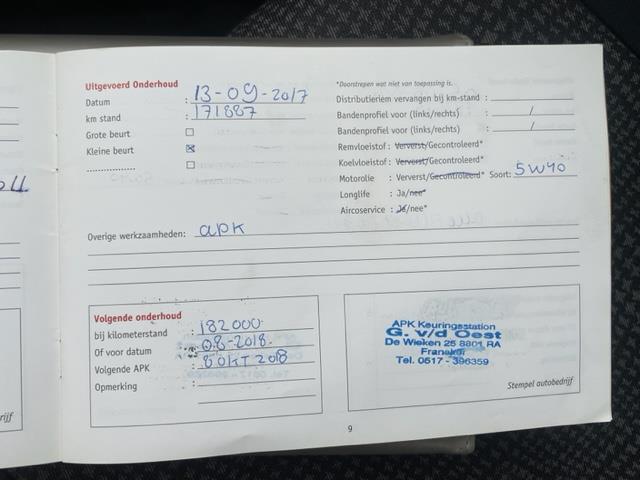 Uitgevoerd Onderhoud
Datum : 13-09-2017
km stand : 171887
Grote beurt
Kleine beurt
..............
*Doorstrepen wat niet van toepassing is.
Distributieriem vervangen bij km-stand :
Bandenprofiel voor (links/rechts) : /
Bandenprofiel voor (links/rechts) : /
Remvloeistof : Ververst/Gecontroleerd*
Koelvloeistof : Ververst/Gecontroleerd*
Motorolie : Ververst/Gecontroleerd* Soort: 5W40
Longlife : Ja/nee*
Aircoservice : Ja/nee*
Overige werkzaamheden: apk
Volgende onderhoud
bij kilometerstand : 182000
Of voor datum : 08-2018.
Volgende APK : 8 OKT 2018
Opmerking :
APK Keuringsstation
G. v/d Oest
De Wieken 25 8801 RA
Franeker
Tel. 0517 - 396359
Stempel autobedrijf
9